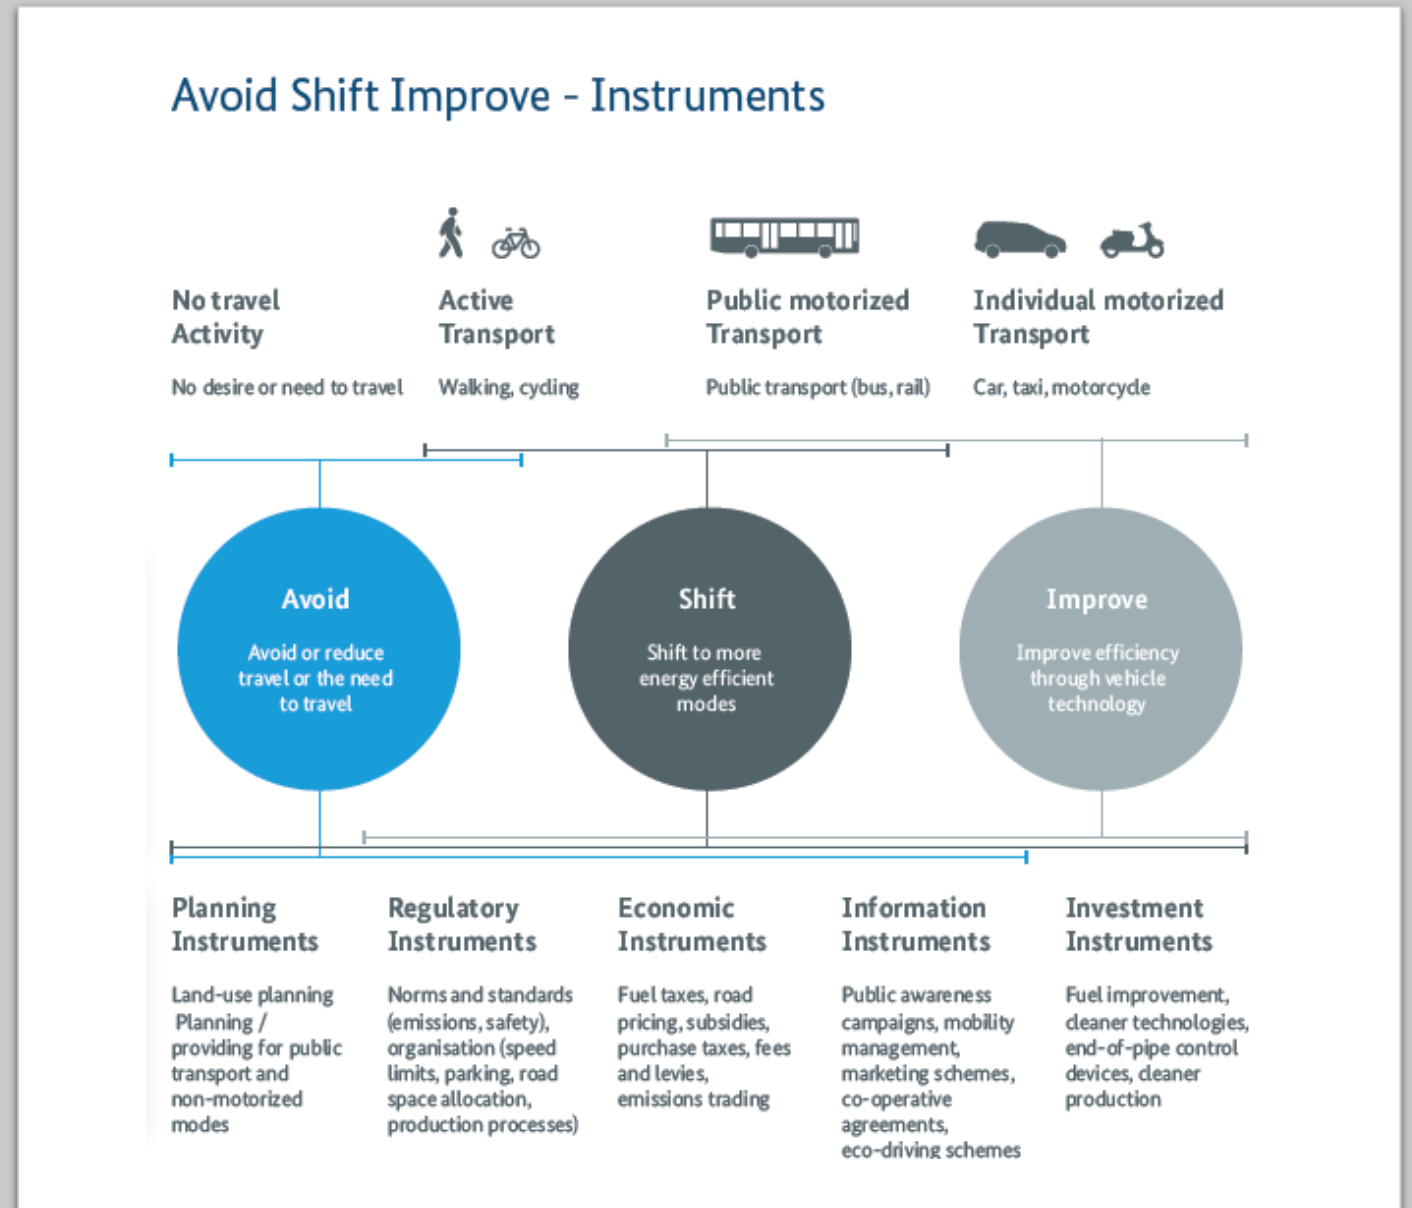 Avoid Shift Improve - Instruments
No travel
Activity
No desire or need to travel
Active
Transport
Walking, cycling
Public motorized
Transport
Public transport (bus, rail)
Individual motorized
Transport
Car, taxi, motorcycle
Avoid
Avoid or reduce
travel or the need
to travel
Shift
Shift to more
energy efficient
modes
Improve
Improve efficiency
through vehicle
technology
Planning
Instruments
Land-use planning
Planning /
providing for public
transport and
non-motorized
modes
Regulatory
Instruments
Norms and standards
(emissions, safety),
organisation (speed
limits, parking, road
space allocation,
production processes)
Economic
Instruments
Fuel taxes, road
pricing, subsidies,
purchase taxes, fees
and levies,
emissions trading
Information
Instruments
Public awareness
campaigns, mobility
management,
marketing schemes,
co-operative
agreements,
eco-driving schemes
Investment
Instruments
Fuel improvement,
cleaner technologies,
end-of-pipe control
devices, cleaner
production